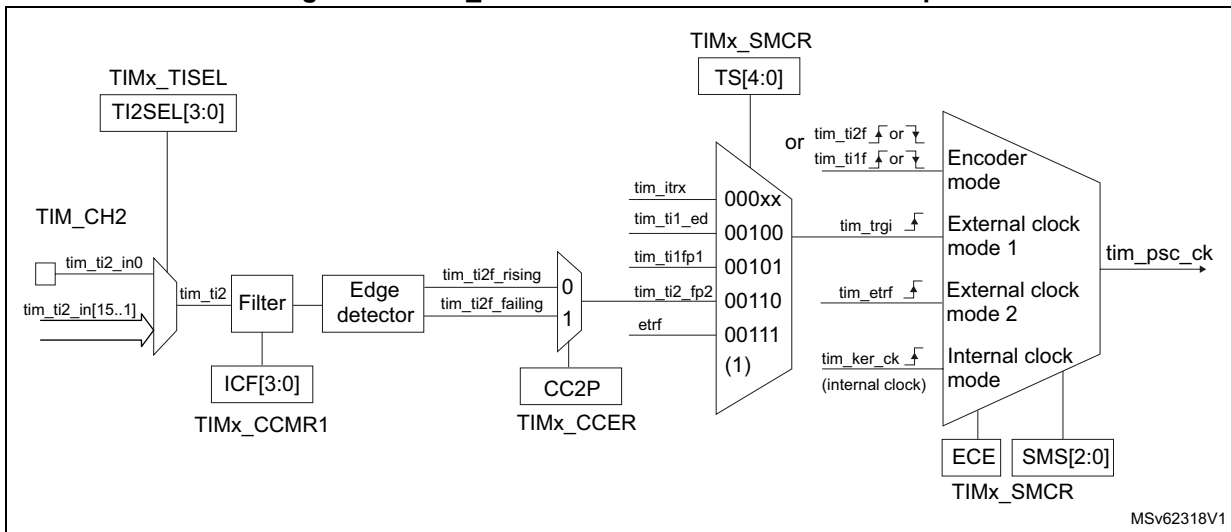 TIMx_SMCR
TS[4:0]
TIMx_TISEL
TI2SEL[3:0]
TIM_CH2
tim_ti2_in0
tim_ti2_in[15..1]
tim_ti2
Filter
ICF[3:0]
TIMx_CCMR1
Edge
detector
tim_ti2f_rising
tim_ti2f_failing
0
1
CC2P
TIMx_CCER
tim_itrx
tim_ti1_ed
tim_ti1fp1
tim_ti2_fp2
etrf
000xx
00100
00101
00110
00111
(1)
or tim_ti2f or
tim_ti1f or
Encoder
mode
tim_trgi
External clock
mode 1
tim_etrf
External clock
mode 2
tim_ker_ck
(internal clock)
Internal clock
mode
tim_psc_ck
ECE
SMS[2:0]
TIMx_SMCR
MSv62318V1